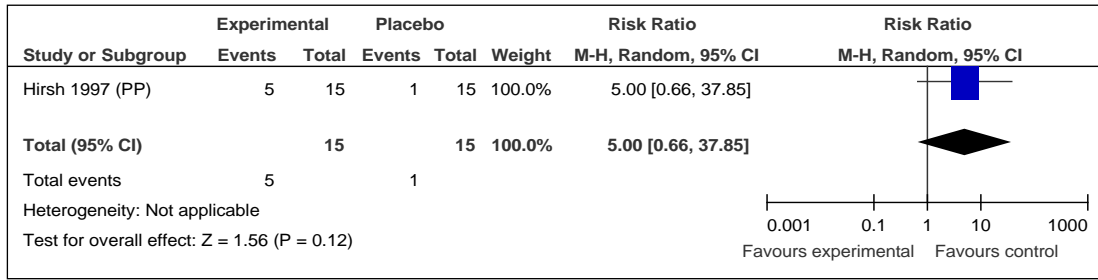 Experimental Placebo Risk Ratio Risk Ratio
Study or Subgroup Events Total Events Total Weight M-H, Random, 95% CI M-H, Random, 95% CI
Hirsh 1997 (PP) 5 15 1 15 100.0% 5.00 [0.66, 37.85]
Total (95% CI) 15 15 100.0% 5.00 [0.66, 37.85]
Total events 5 1
Heterogeneity: Not applicable
Test for overall effect: Z = 1.56 (P = 0.12)
0.001 0.1 1 10 1000
Favours experimental Favours control